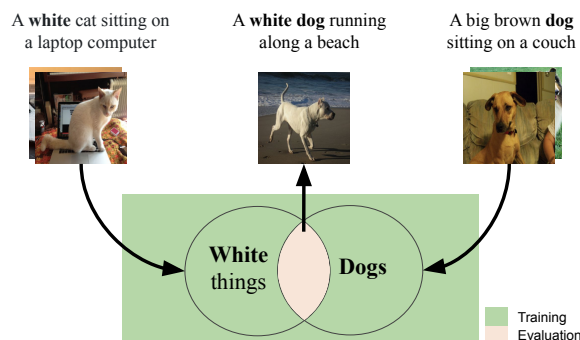 A white cat sitting on
a laptop computer
A white dog running
along a beach
A big brown dog
sitting on a couch
White
things
Dogs
Training
Evaluation